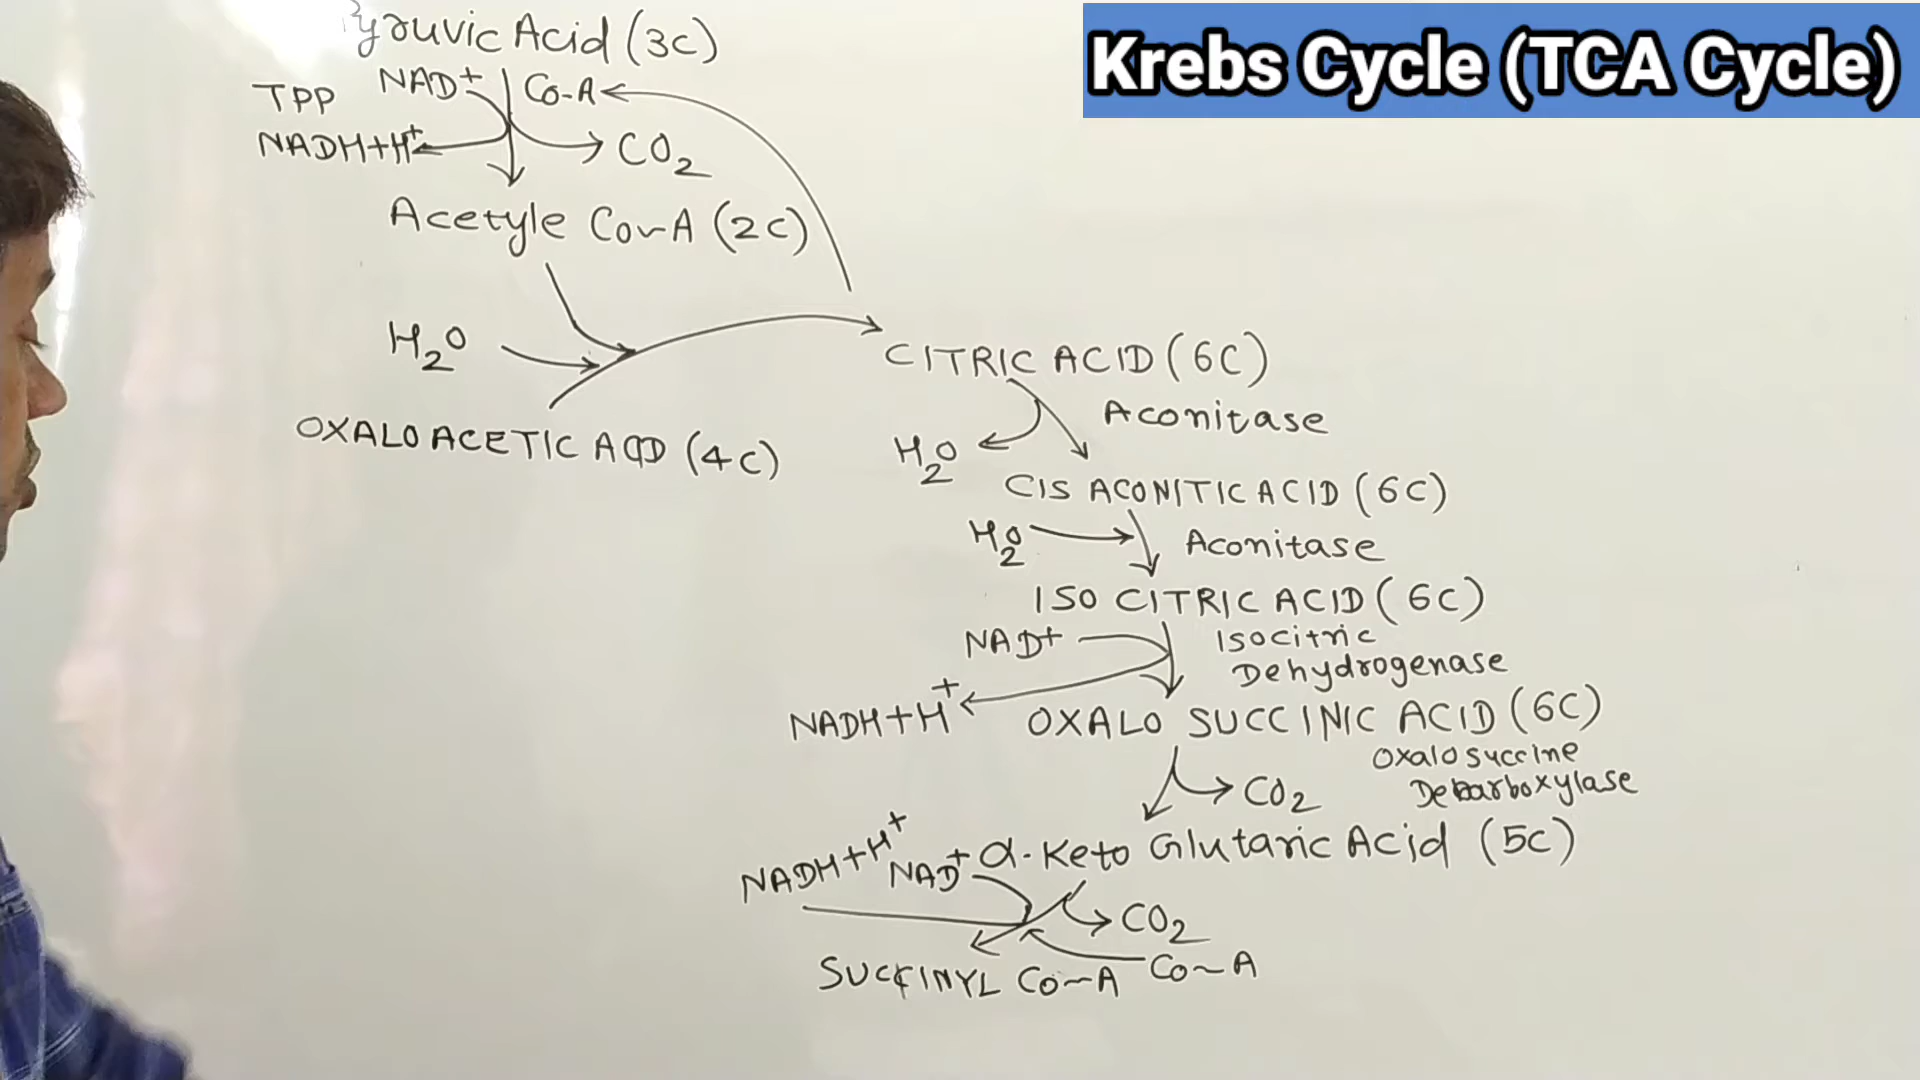 Krebs Cycle (TCA Cycle)
Pyruvic Acid (3C)
TPP NAD+ Co-A
NADH+H+ CO2
Acetyle Co~A (2C)
H2O
OXALOACETIC ACID (4C)
CITRIC ACID (6C)
Aconitase
H2O
CIS ACONITIC ACID (6C)
H2O Aconitase
ISO CITRIC ACID (6C)
NAD+ Isocitric
Dehydrogenase
NADH+H+ OXALO SUCCINIC ACID (6C)
Oxalosuccine
CO2 Decarboxylase
α-Keto Glutaric Acid (5C)
NADH+H+ NAD+
CO2
SUCCINYL Co~A Co~A